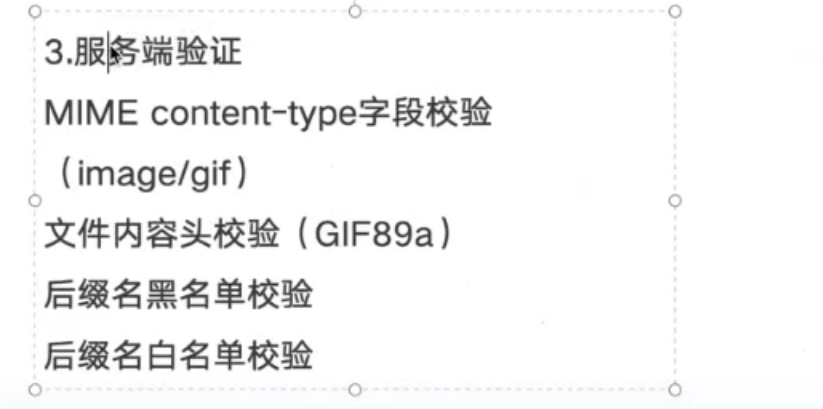 3.服务端验证
MIME content-type字段校验
（image/gif）
文件内容头校验（GIF89a）
后缀名黑名单校验
后缀名白名单校验